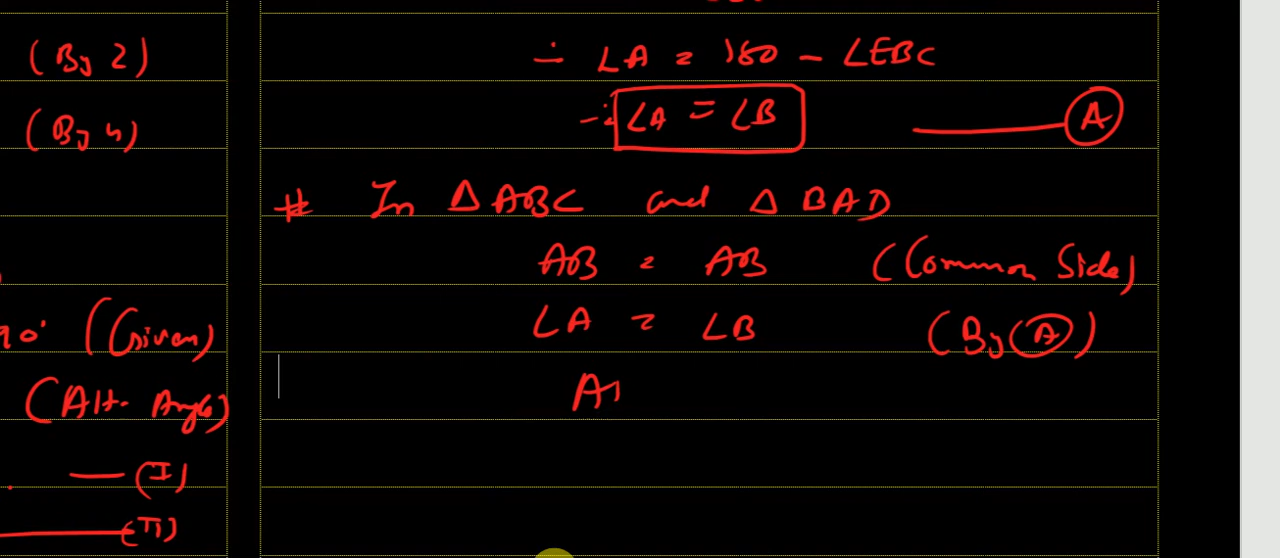 (By 2)
(By 4)
90° (Given)
(Alt. Angle)
(I)
(II)
∴ ∠A = 180 - ∠EBC
∴ ∠A = ∠B (A)
# In Δ ABC and Δ BAD
AB = AB (Common Side)
∠A = ∠B (By (A))